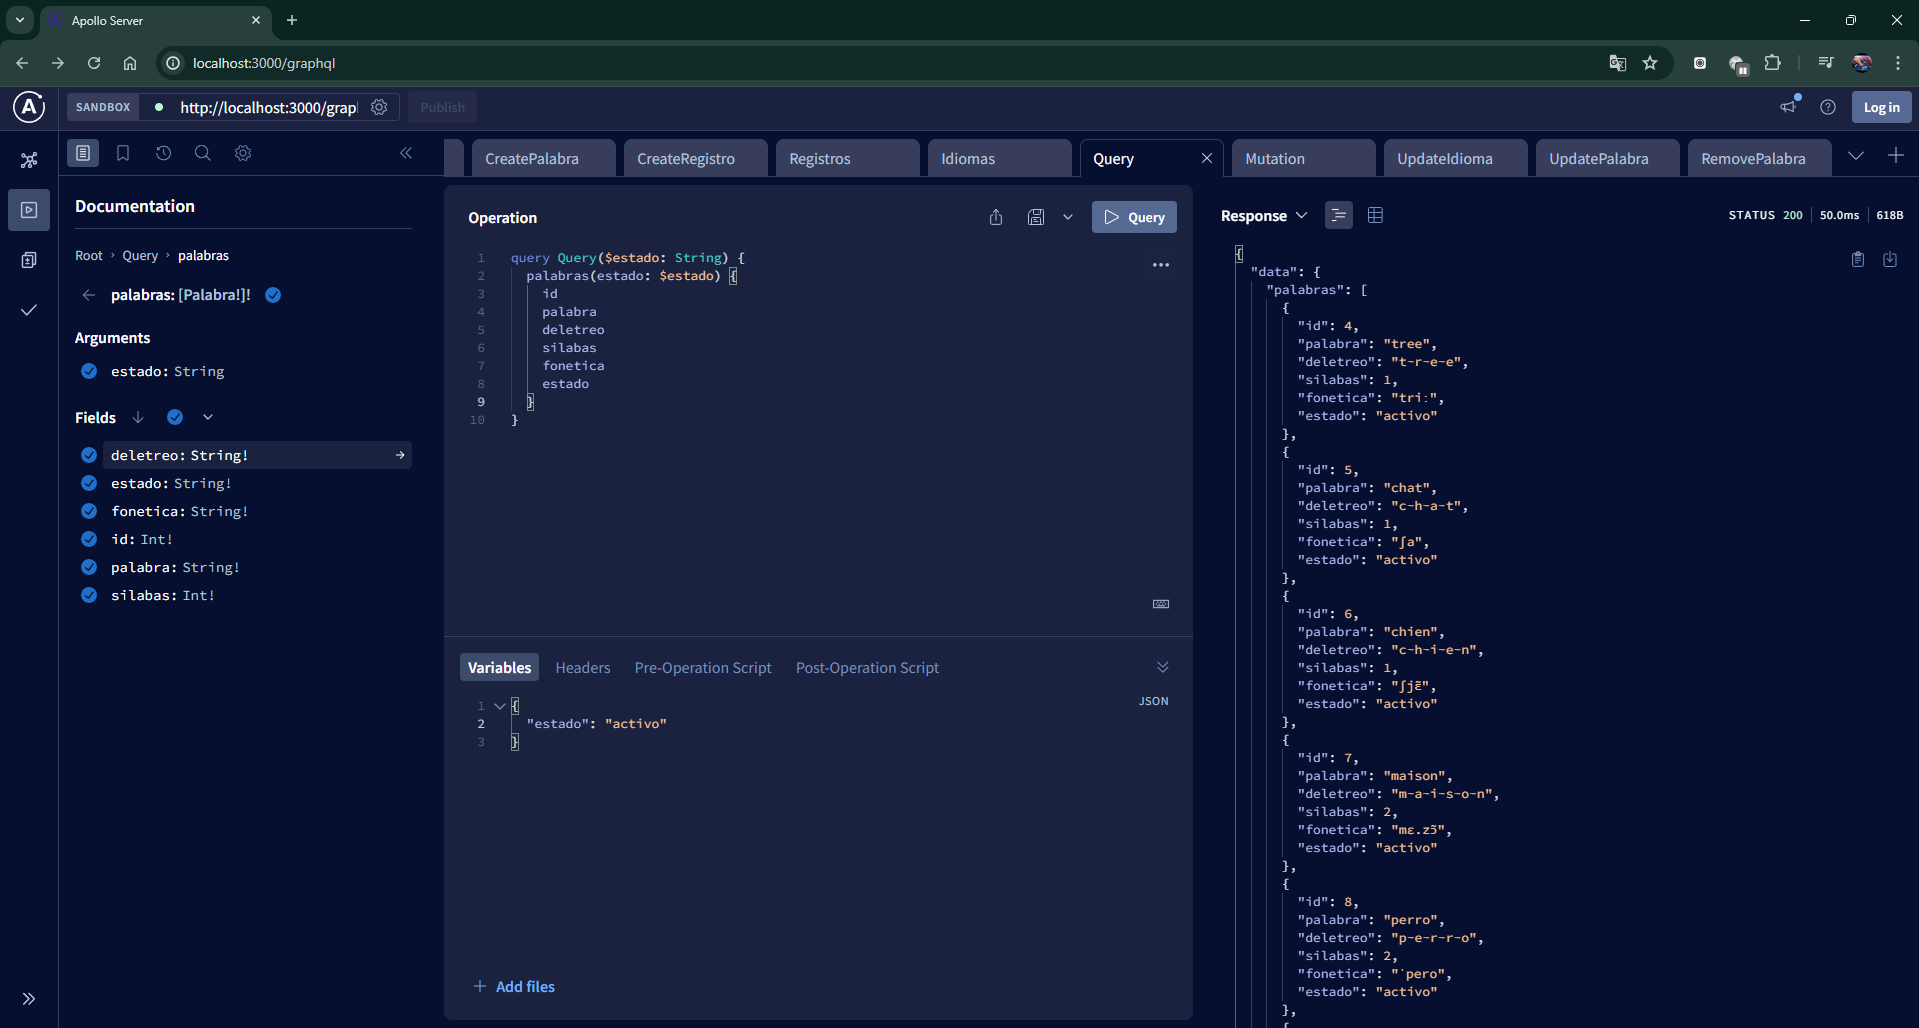 Apollo Server
localhost:3000/graphql
SANDBOX
http://localhost:3000/grap
Publish
Log in
CreatePalabra
CreateRegistro
Registros
Idiomas
Query
Mutation
UpdateIdioma
UpdatePalabra
RemovePalabra
Documentation
Root › Query › palabras
palabras: [Palabra!]!
Arguments
estado: String
Fields
deletreo: String!
estado: String!
fonetica: String!
id: Int!
palabra: String!
silabas: Int!
Operation
Query
1 query Query($estado: String) {
2 palabras(estado: $estado) {
3 id
4 palabra
5 deletreo
6 silabas
7 fonetica
8 estado
9 }
10 }
Variables
Headers
Pre-Operation Script
Post-Operation Script
JSON
1 {
2 "estado": "activo"
3 }
Add files
Response
STATUS 200
50.0ms
618B
{
"data": {
"palabras": [
{
"id": 4,
"palabra": "tree",
"deletreo": "t-r-e-e",
"silabas": 1,
"fonetica": "triː",
"estado": "activo"
},
{
"id": 5,
"palabra": "chat",
"deletreo": "c-h-a-t",
"silabas": 1,
"fonetica": "ʃa",
"estado": "activo"
},
{
"id": 6,
"palabra": "chien",
"deletreo": "c-h-i-e-n",
"silabas": 1,
"fonetica": "ʃjɛ̃",
"estado": "activo"
},
{
"id": 7,
"palabra": "maison",
"deletreo": "m-a-i-s-o-n",
"silabas": 2,
"fonetica": "mɛ.zɔ̃",
"estado": "activo"
},
{
"id": 8,
"palabra": "perro",
"deletreo": "p-e-r-r-o",
"silabas": 2,
"fonetica": "ˈpero",
"estado": "activo"
},
{